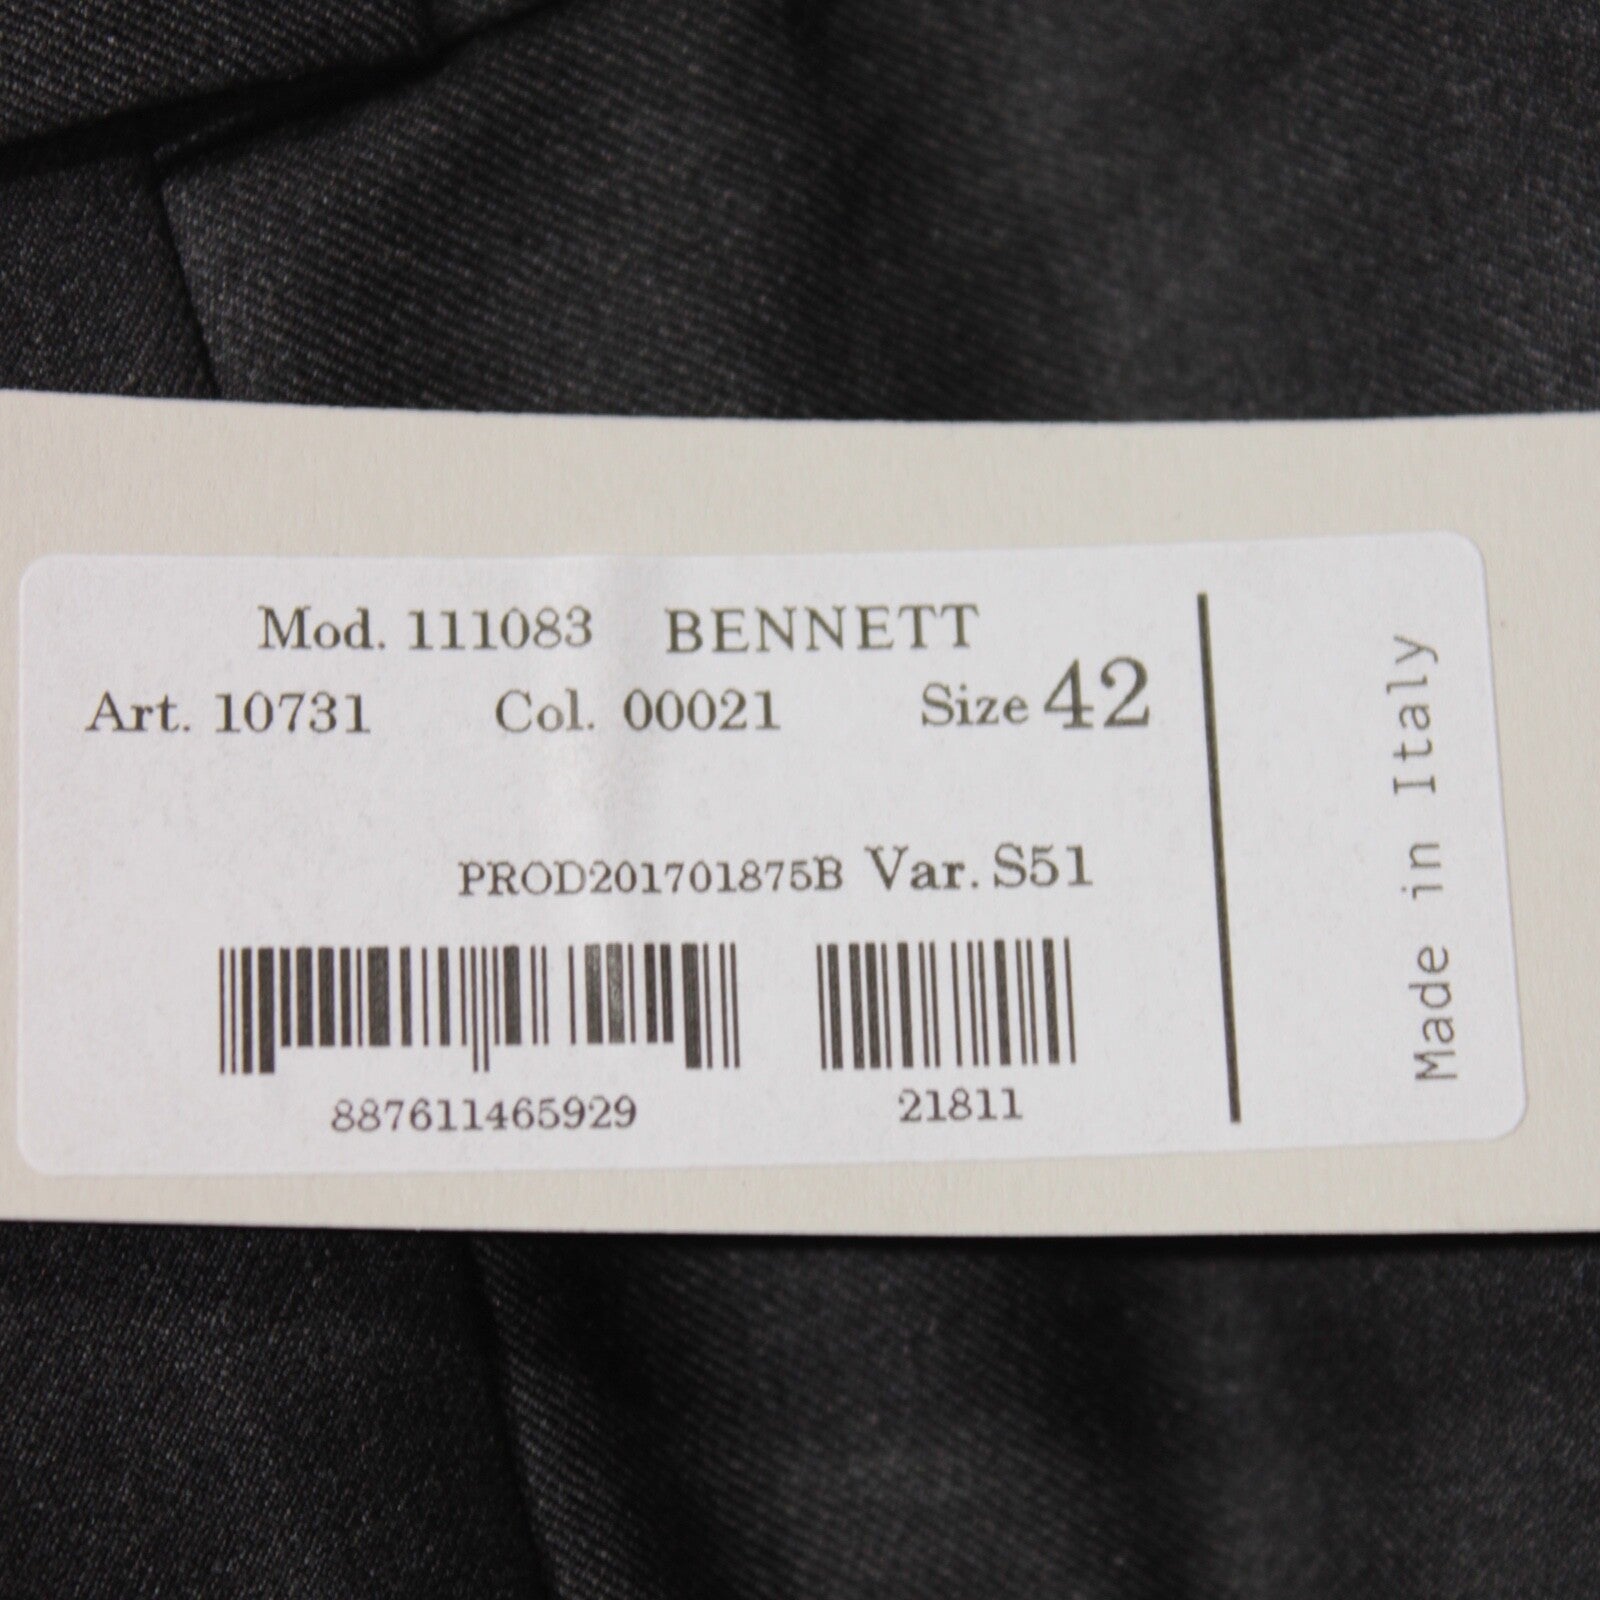 Mod. 111083 BENNETT
Art. 10731 Col. 00021 Size 42
PROD201701875B Var. S51
887611465929 21811
Made in Italy